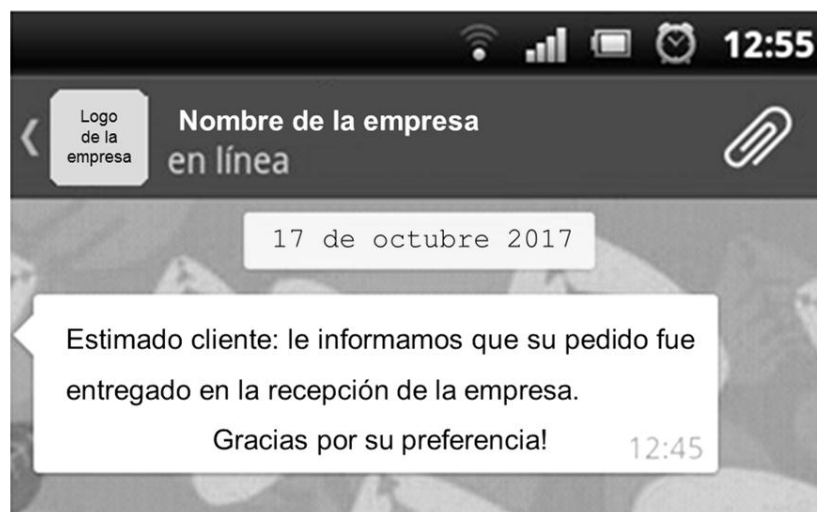 12:55
Logo
de la
empresa
Nombre de la empresa
en línea
17 de octubre 2017
Estimado cliente: le informamos que su pedido fue
entregado en la recepción de la empresa.
Gracias por su preferencia!
12:45